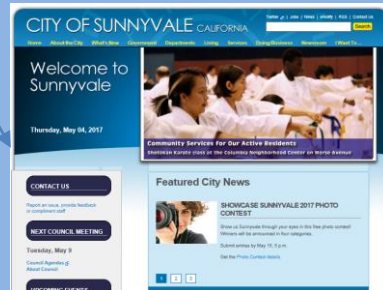 CITY OF SUNNYVALE CALIFORNIA
Twitter | Jobs | News | eNotify | RSS | Contact us
Search
Home About the City What's New Government Departments Living Services Doing Business Newsroom I Want To...
Welcome to
Sunnyvale
Thursday, May 04, 2017
Community Services For Our Active Residents
Shotokan Karate class at the Columbia Neighborhood Center on Morse Avenue
CONTACT US
Report an issue, provide feedback
or compliment staff
NEXT COUNCIL MEETING
Tuesday, May 9
Council Agendas
About Council
UPCOMING EVENTS
Featured City News
SHOWCASE SUNNYVALE 2017 PHOTO
CONTEST
Show us Sunnyvale through your eyes in this free photo contest!
Winners will be announced in four categories.
Submit entries by May 15, 5 p.m.
Get the Photo Contest details.
1 2 3